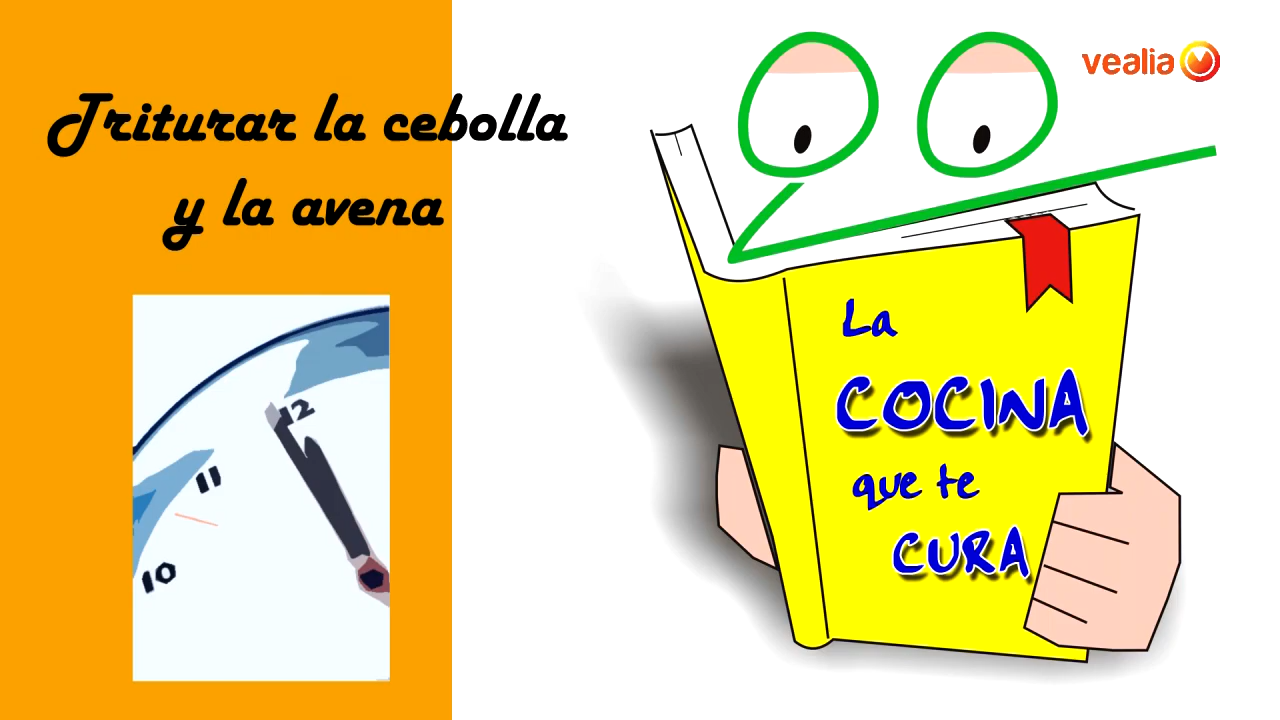 Triturar la cebolla
y la avena
12
11
10
vealia
La
COCINA
que te
CURA